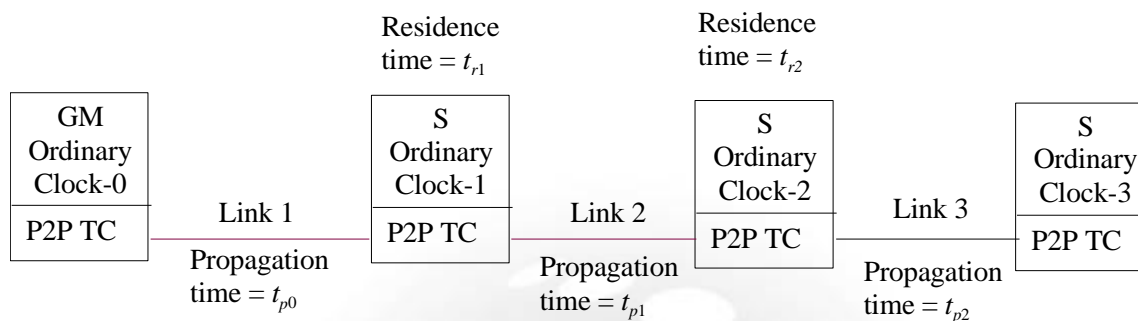 Residence
time = t_r1
Residence
time = t_r2
GM
Ordinary
Clock-0
P2P TC
Link 1
Propagation
time = t_p0
S
Ordinary
Clock-1
P2P TC
Link 2
Propagation
time = t_p1
S
Ordinary
Clock-2
P2P TC
Link 3
Propagation
time = t_p2
S
Ordinary
Clock-3
P2P TC